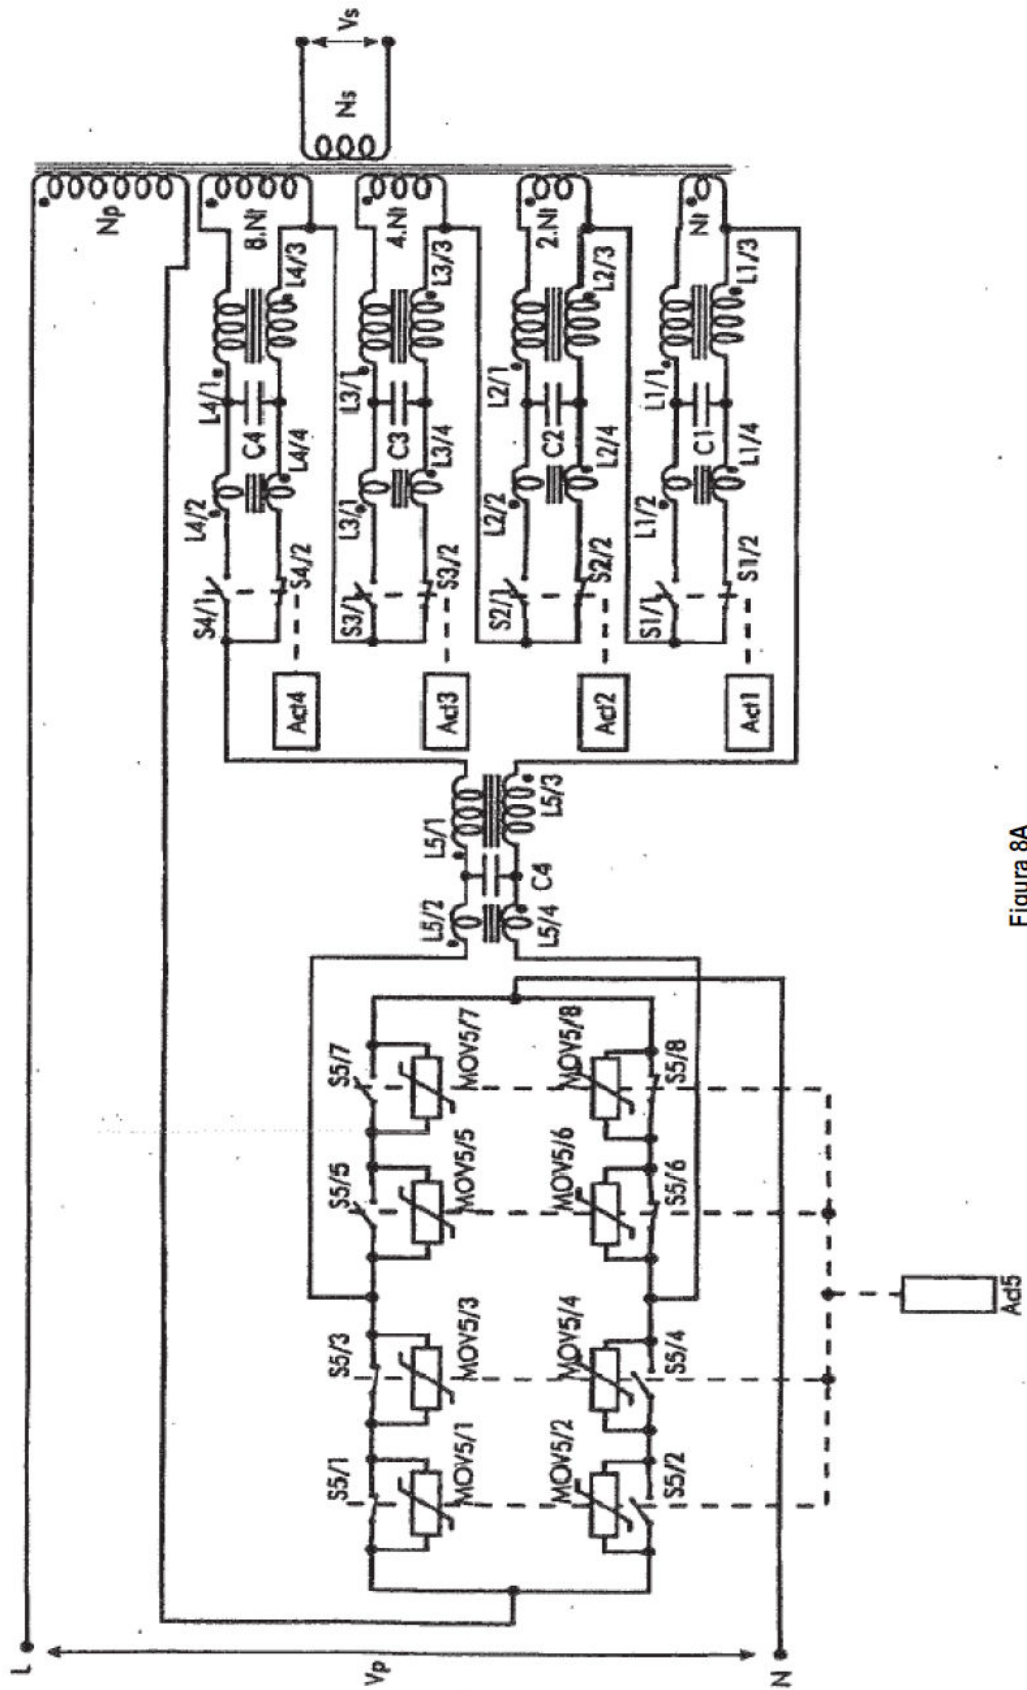 L
Vp
N
Np
8.Nt
4.Nt
2.Nt
Nt
Ns
Vs
S4/1
L4/2
L4/1
C4
L4/4
L4/3
S4/2
Act4
S3/1
L3/1
L3/1
C3
L3/4
L3/3
S3/2
Act3
S2/1
L2/2
L2/1
C2
L2/4
L2/3
S2/2
Act2
S1/1
L1/2
L1/1
C1
L1/4
L1/3
S1/2
Act1
L5/2
L5/1
C4
L5/4
L5/3
S5/1
S5/3
S5/5
S5/7
MOV5/1
MOV5/3
MOV5/5
MOV5/7
MOV5/2
MOV5/4
MOV5/6
MOV5/8
S5/2
S5/4
S5/6
S5/8
Act5
Figura 8A